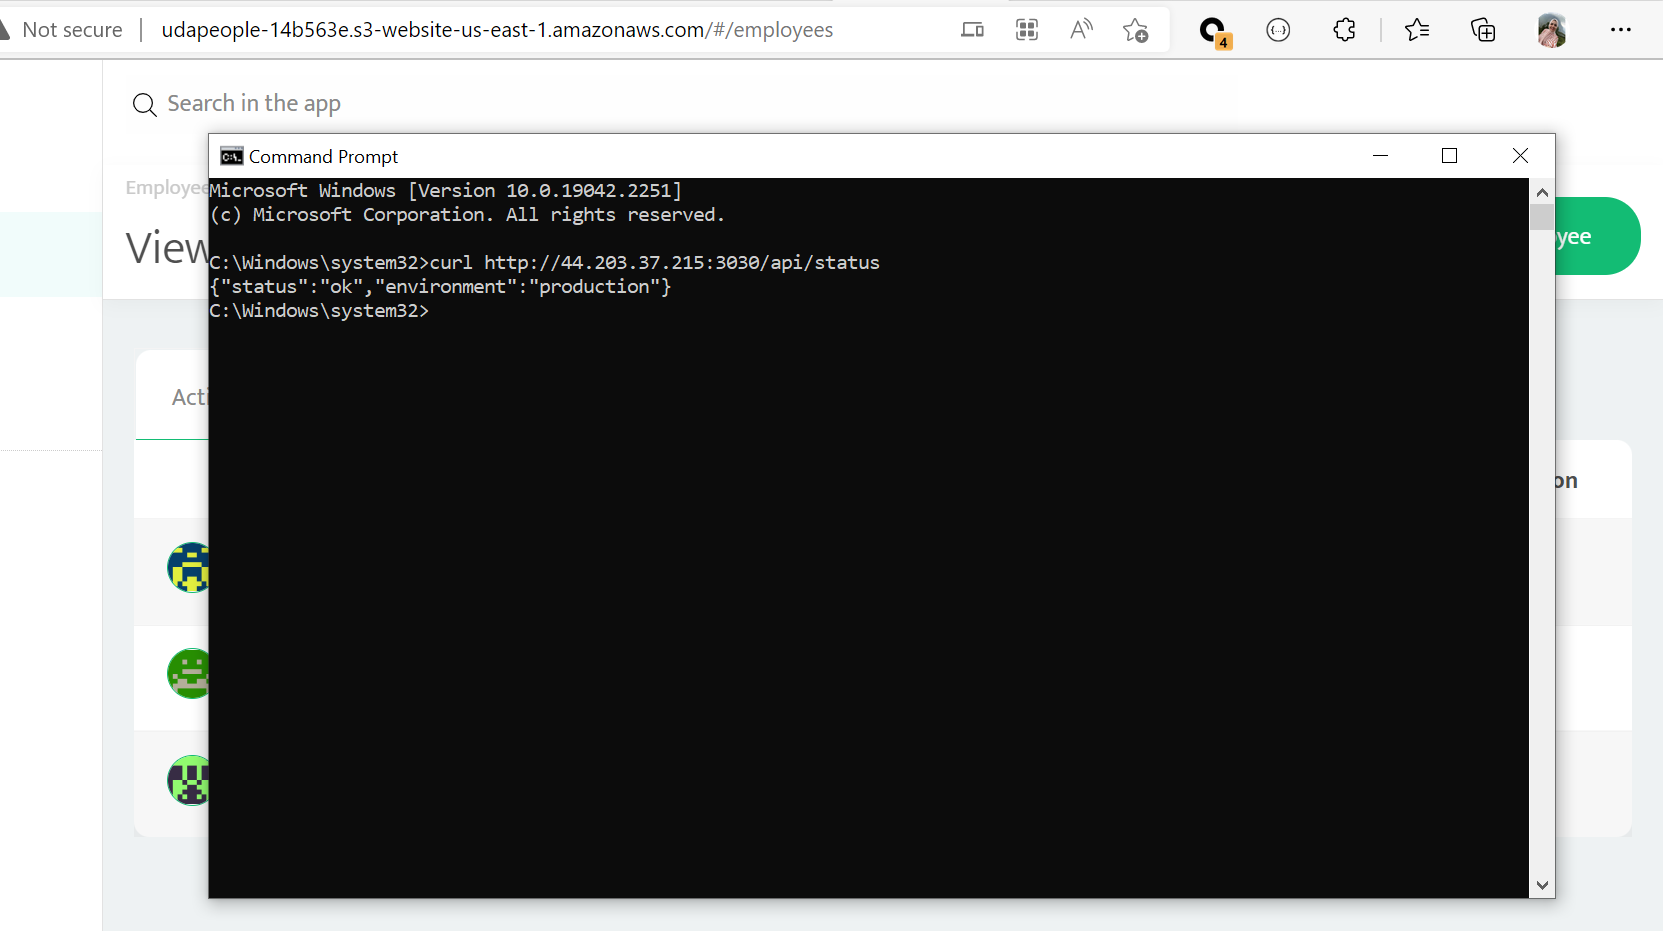 Not secure
udapeople-14b563e.s3-website-us-east-1.amazonaws.com/#/employees
4
Search in the app
Command Prompt
Employee
Microsoft Windows [Version 10.0.19042.2251]
(c) Microsoft Corporation. All rights reserved.
View
yee
C:\Windows\system32>curl http://44.203.37.215:3030/api/status
{"status":"ok","environment":"production"}
C:\Windows\system32>
Acti
on